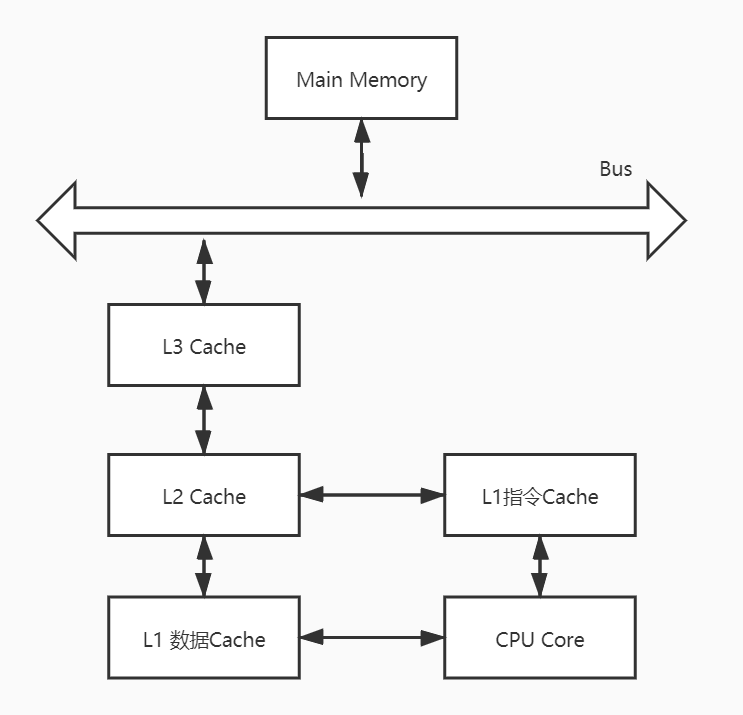 Main Memory
Bus
L3 Cache
L2 Cache
L1指令Cache
L1 数据Cache
CPU Core